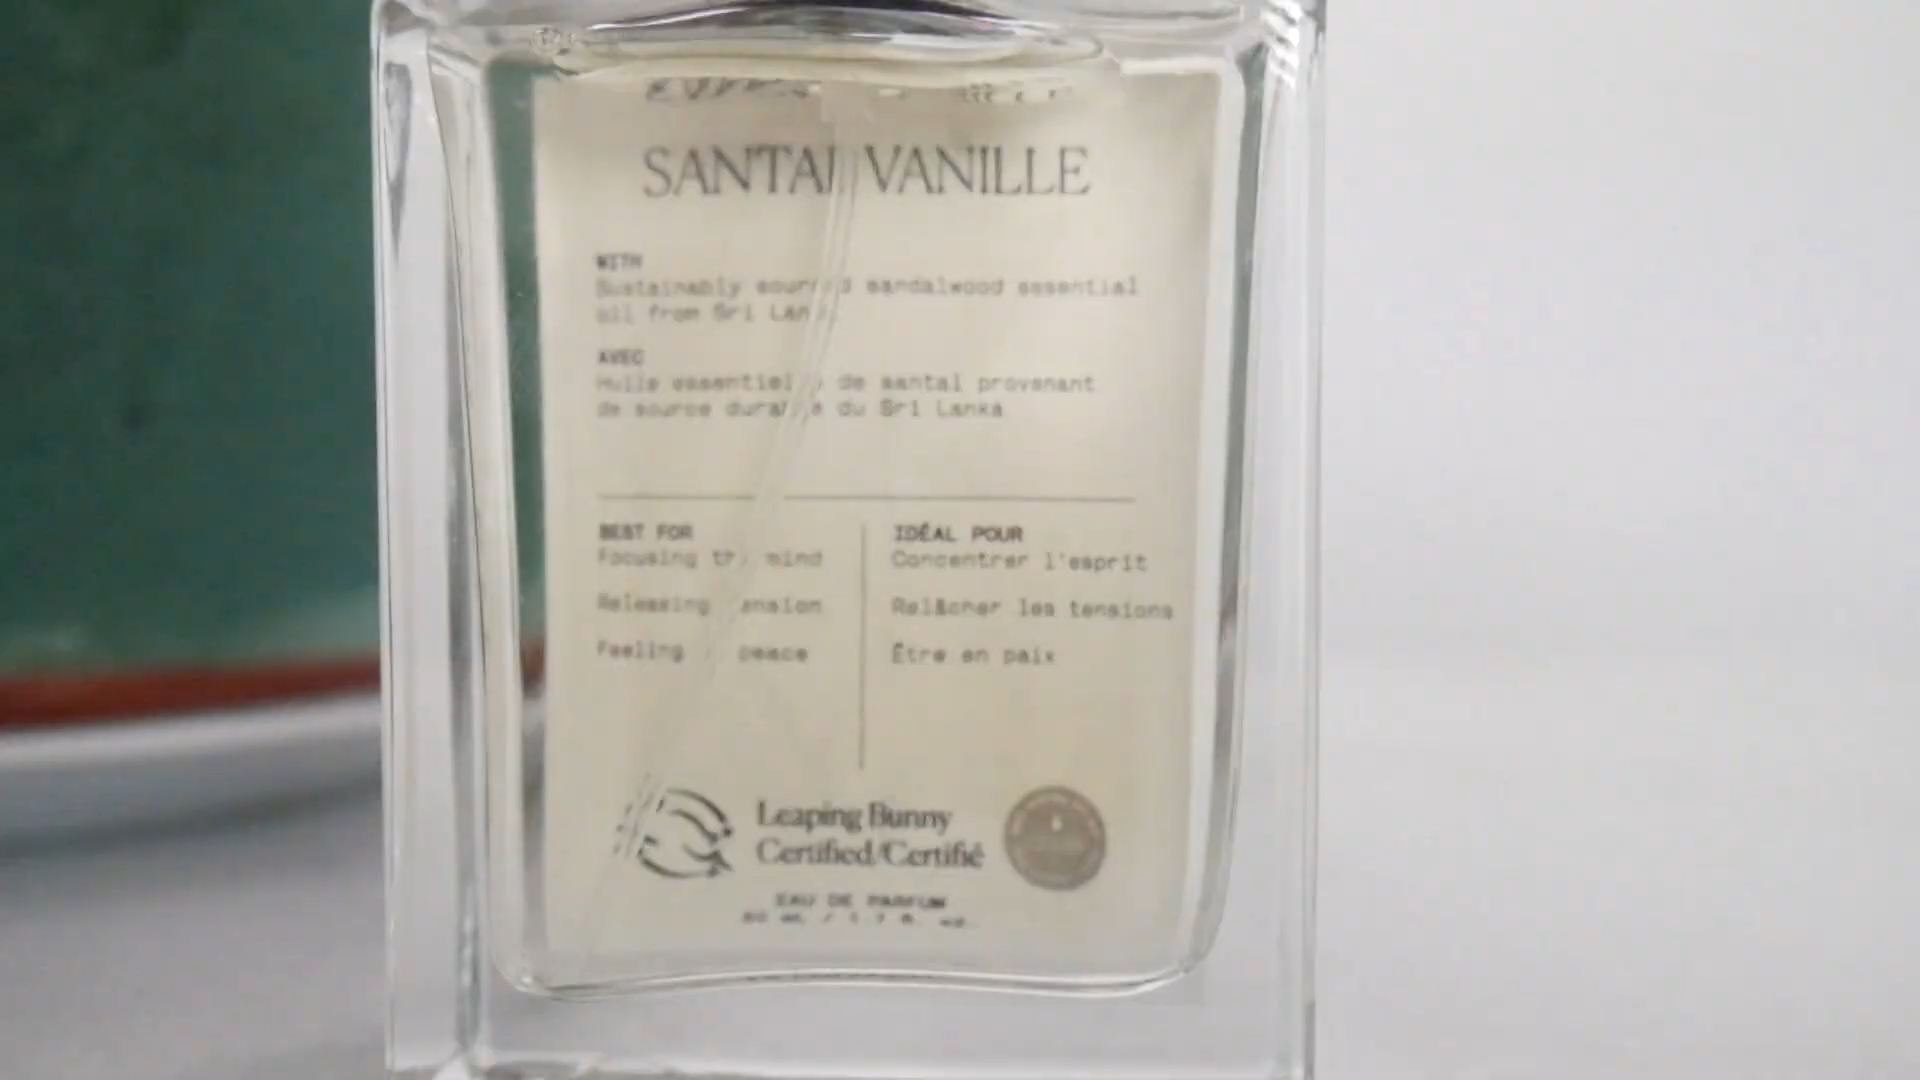 SANTAL VANILLE
WITH
Sustainably sourced sandalwood essential
oil from Sri Lanka
AVEC
Huile essentielle de santal provenant
de source durable du Sri Lanka
BEST FOR
Focusing the mind
Releasing tension
Feeling peace
IDÉAL POUR
Concentrer l'esprit
Relâcher les tensions
Être en paix
Leaping Bunny
Certified/Certifié
EAU DE PARFUM